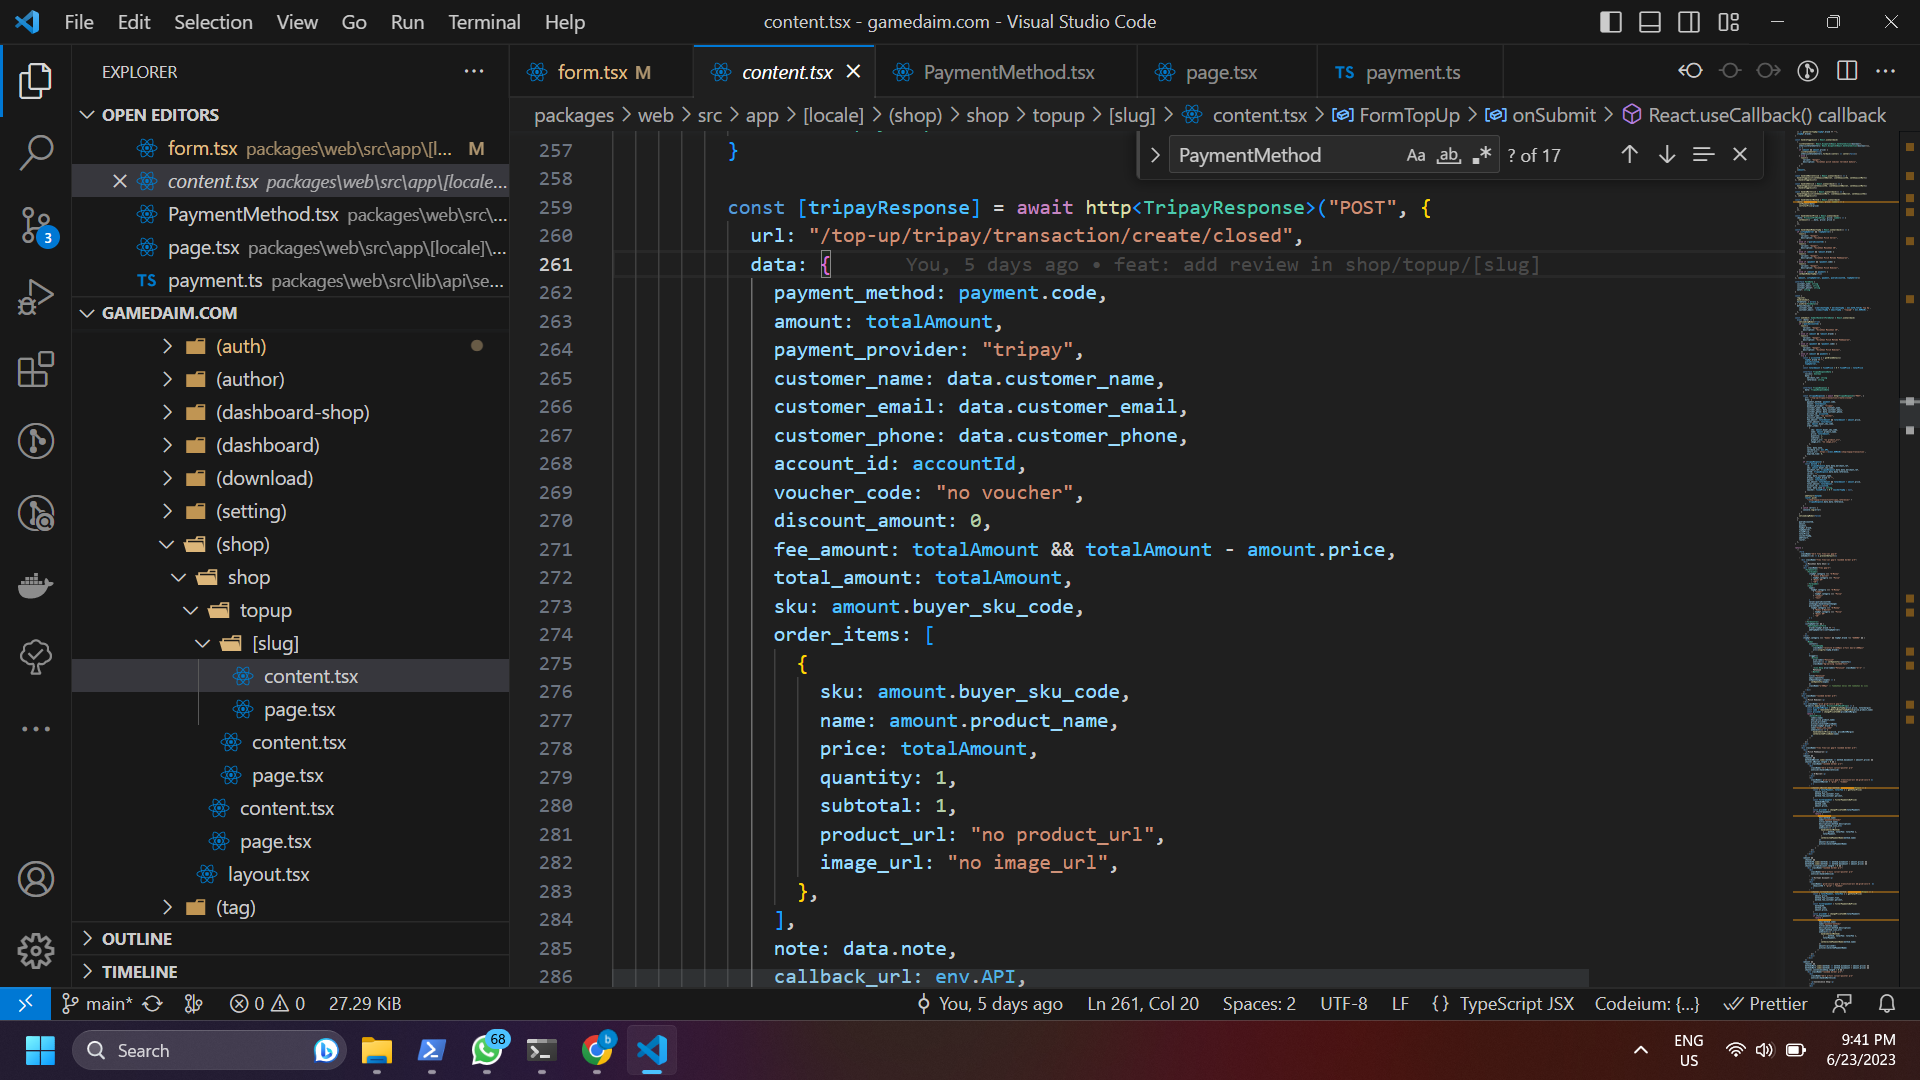 File Edit Selection View Go Run Terminal Help
content.tsx - gamedaim.com - Visual Studio Code
EXPLORER
OPEN EDITORS
form.tsx packages\web\src\app\[l... M
content.tsx packages\web\src\app\[locale...
PaymentMethod.tsx packages\web\src\...
page.tsx packages\web\src\app\[locale]\...
TS payment.ts packages\web\src\lib\api\se...
GAMEDAIM.COM
(auth)
(author)
(dashboard-shop)
(dashboard)
(download)
(setting)
(shop)
shop
topup
[slug]
content.tsx
page.tsx
content.tsx
page.tsx
content.tsx
page.tsx
layout.tsx
(tag)
OUTLINE
TIMELINE
3
form.tsx M
content.tsx
PaymentMethod.tsx
page.tsx
TS payment.ts
packages > web > src > app > [locale] > (shop) > shop > topup > [slug] > content.tsx > FormTopUp > onSubmit > React.useCallback() callback
PaymentMethod Aa ab .* ? of 17
257 }
258
259 const [tripayResponse] = await http<TripayResponse>("POST", {
260 url: "/top-up/tripay/transaction/create/closed",
261 data: { You, 5 days ago • feat: add review in shop/topup/[slug]
262 payment_method: payment.code,
263 amount: totalAmount,
264 payment_provider: "tripay",
265 customer_name: data.customer_name,
266 customer_email: data.customer_email,
267 customer_phone: data.customer_phone,
268 account_id: accountId,
269 voucher_code: "no voucher",
270 discount_amount: 0,
271 fee_amount: totalAmount && totalAmount - amount.price,
272 total_amount: totalAmount,
273 sku: amount.buyer_sku_code,
274 order_items: [
275 {
276 sku: amount.buyer_sku_code,
277 name: amount.product_name,
278 price: totalAmount,
279 quantity: 1,
280 subtotal: 1,
281 product_url: "no product_url",
282 image_url: "no image_url",
283 },
284 ],
285 note: data.note,
286 callback_url: env.API,
main* 0 0 27.29 KiB
You, 5 days ago Ln 261, Col 20 Spaces: 2 UTF-8 LF {} TypeScript JSX Codeium: {...} Prettier
Search
68
b
ENG
US
9:41 PM
6/23/2023